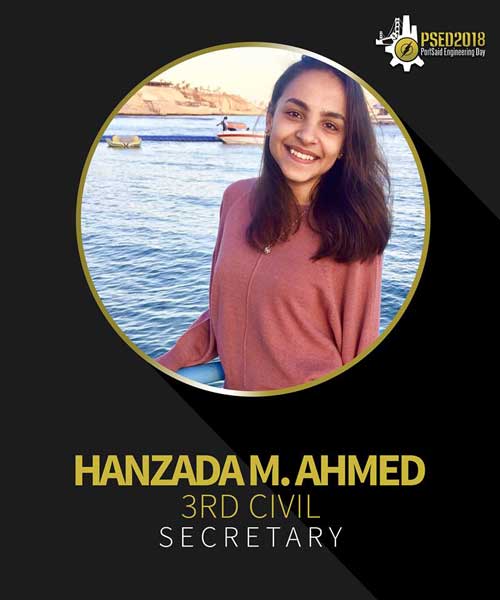 PSED2018
PortSaid Engineering Day
HANZADA M. AHMED
3RD CIVIL
SECRETARY